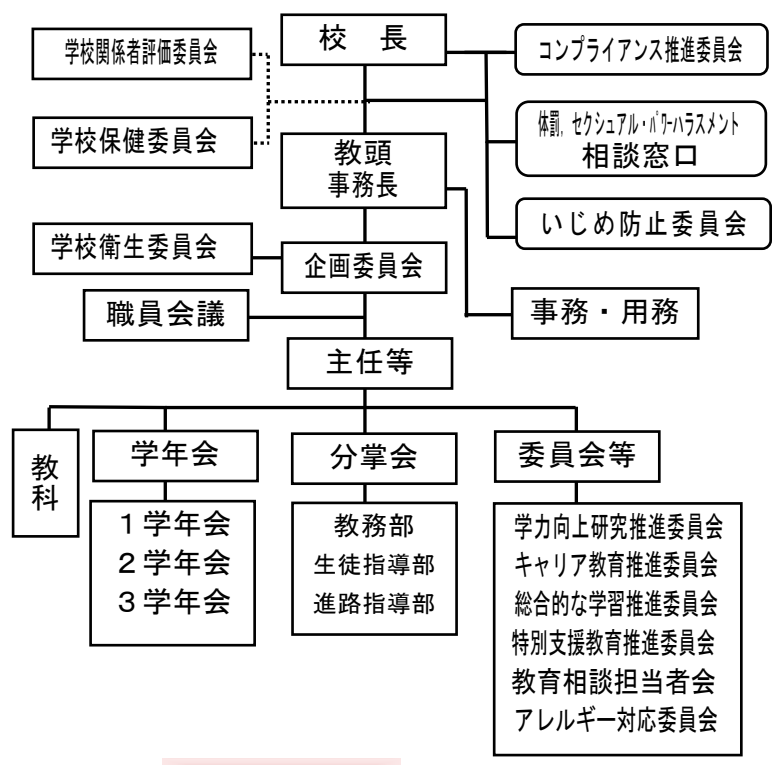 校　長
学校関係者評価委員会
コンプライアンス推進委員会
学校保健委員会
体罰，セクシュアル・パワーハラスメント
相談窓口
教頭
事務長
いじめ防止委員会
学校衛生委員会
企画委員会
職員会議
事務・用務
主任等
教科
学年会
分掌会
委員会等
１学年会
２学年会
３学年会
教務部
生徒指導部
進路指導部
学力向上研究推進委員会
キャリア教育推進委員会
総合的な学習推進委員会
特別支援教育推進委員会
教育相談担当者会
アレルギー対応委員会